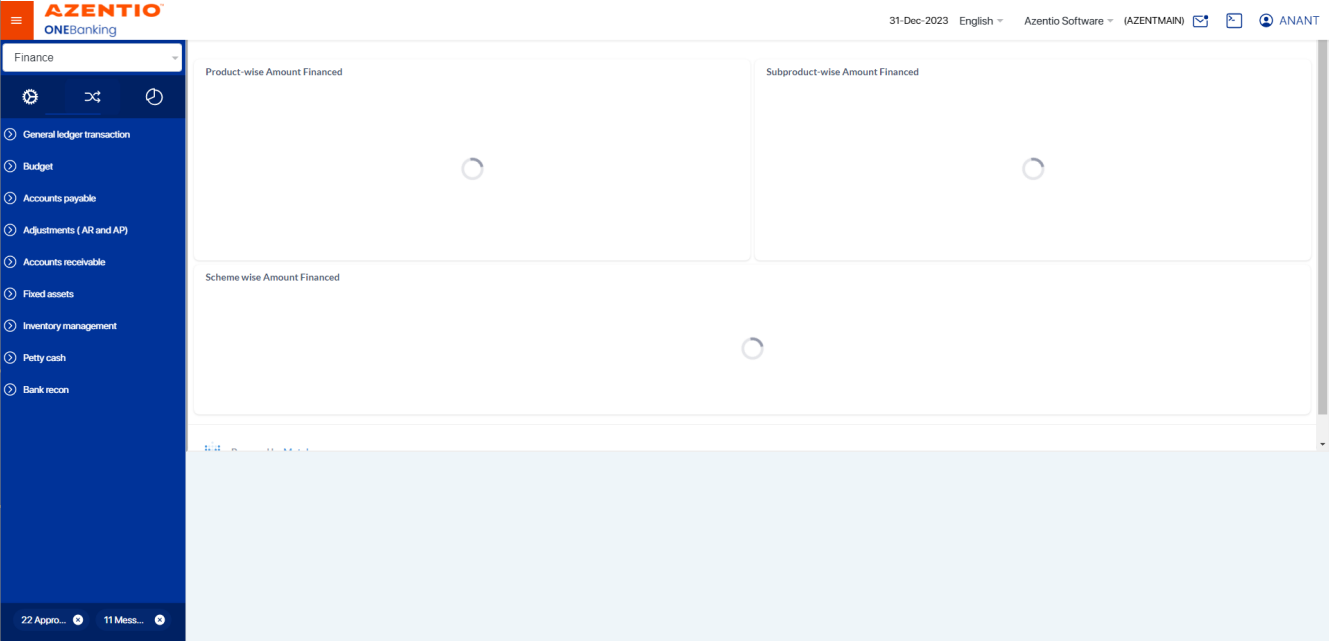 AZENTIO
ONEBanking
31-Dec-2023 English Azentio Software (AZENTMAIN) ANANT
Finance
General ledger transaction
Budget
Accounts payable
Adjustments ( AR and AP)
Accounts receivable
Fixed assets
Inventory management
Petty cash
Bank recon
22 Appro... 11 Mess...
Product-wise Amount Financed
Subproduct-wise Amount Financed
Scheme wise Amount Financed